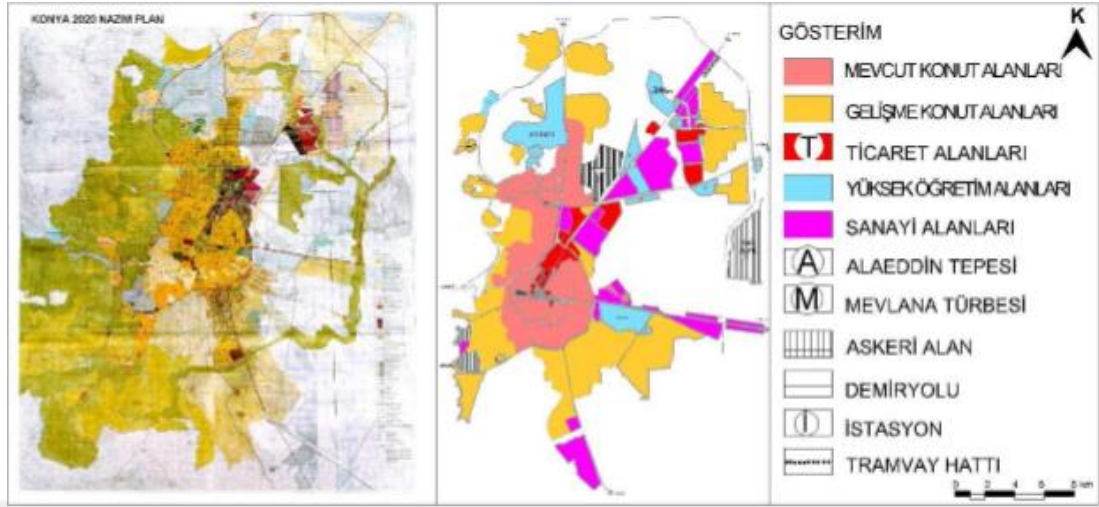 KONYA 2020 NAZIM PLAN
GÖSTERİM
K
MEVCUT KONUT ALANLARI
GELİŞME KONUT ALANLARI
T
TİCARET ALANLARI
YÜKSEK ÖĞRETİM ALANLARI
SANAYİ ALANLARI
A
ALAEDDİN TEPESİ
M
MEVLANA TÜRBESİ
ASKERİ ALAN
DEMİRYOLU
İ
İSTASYON
TRAMVAY HATTI
0 2 4 6 8 km